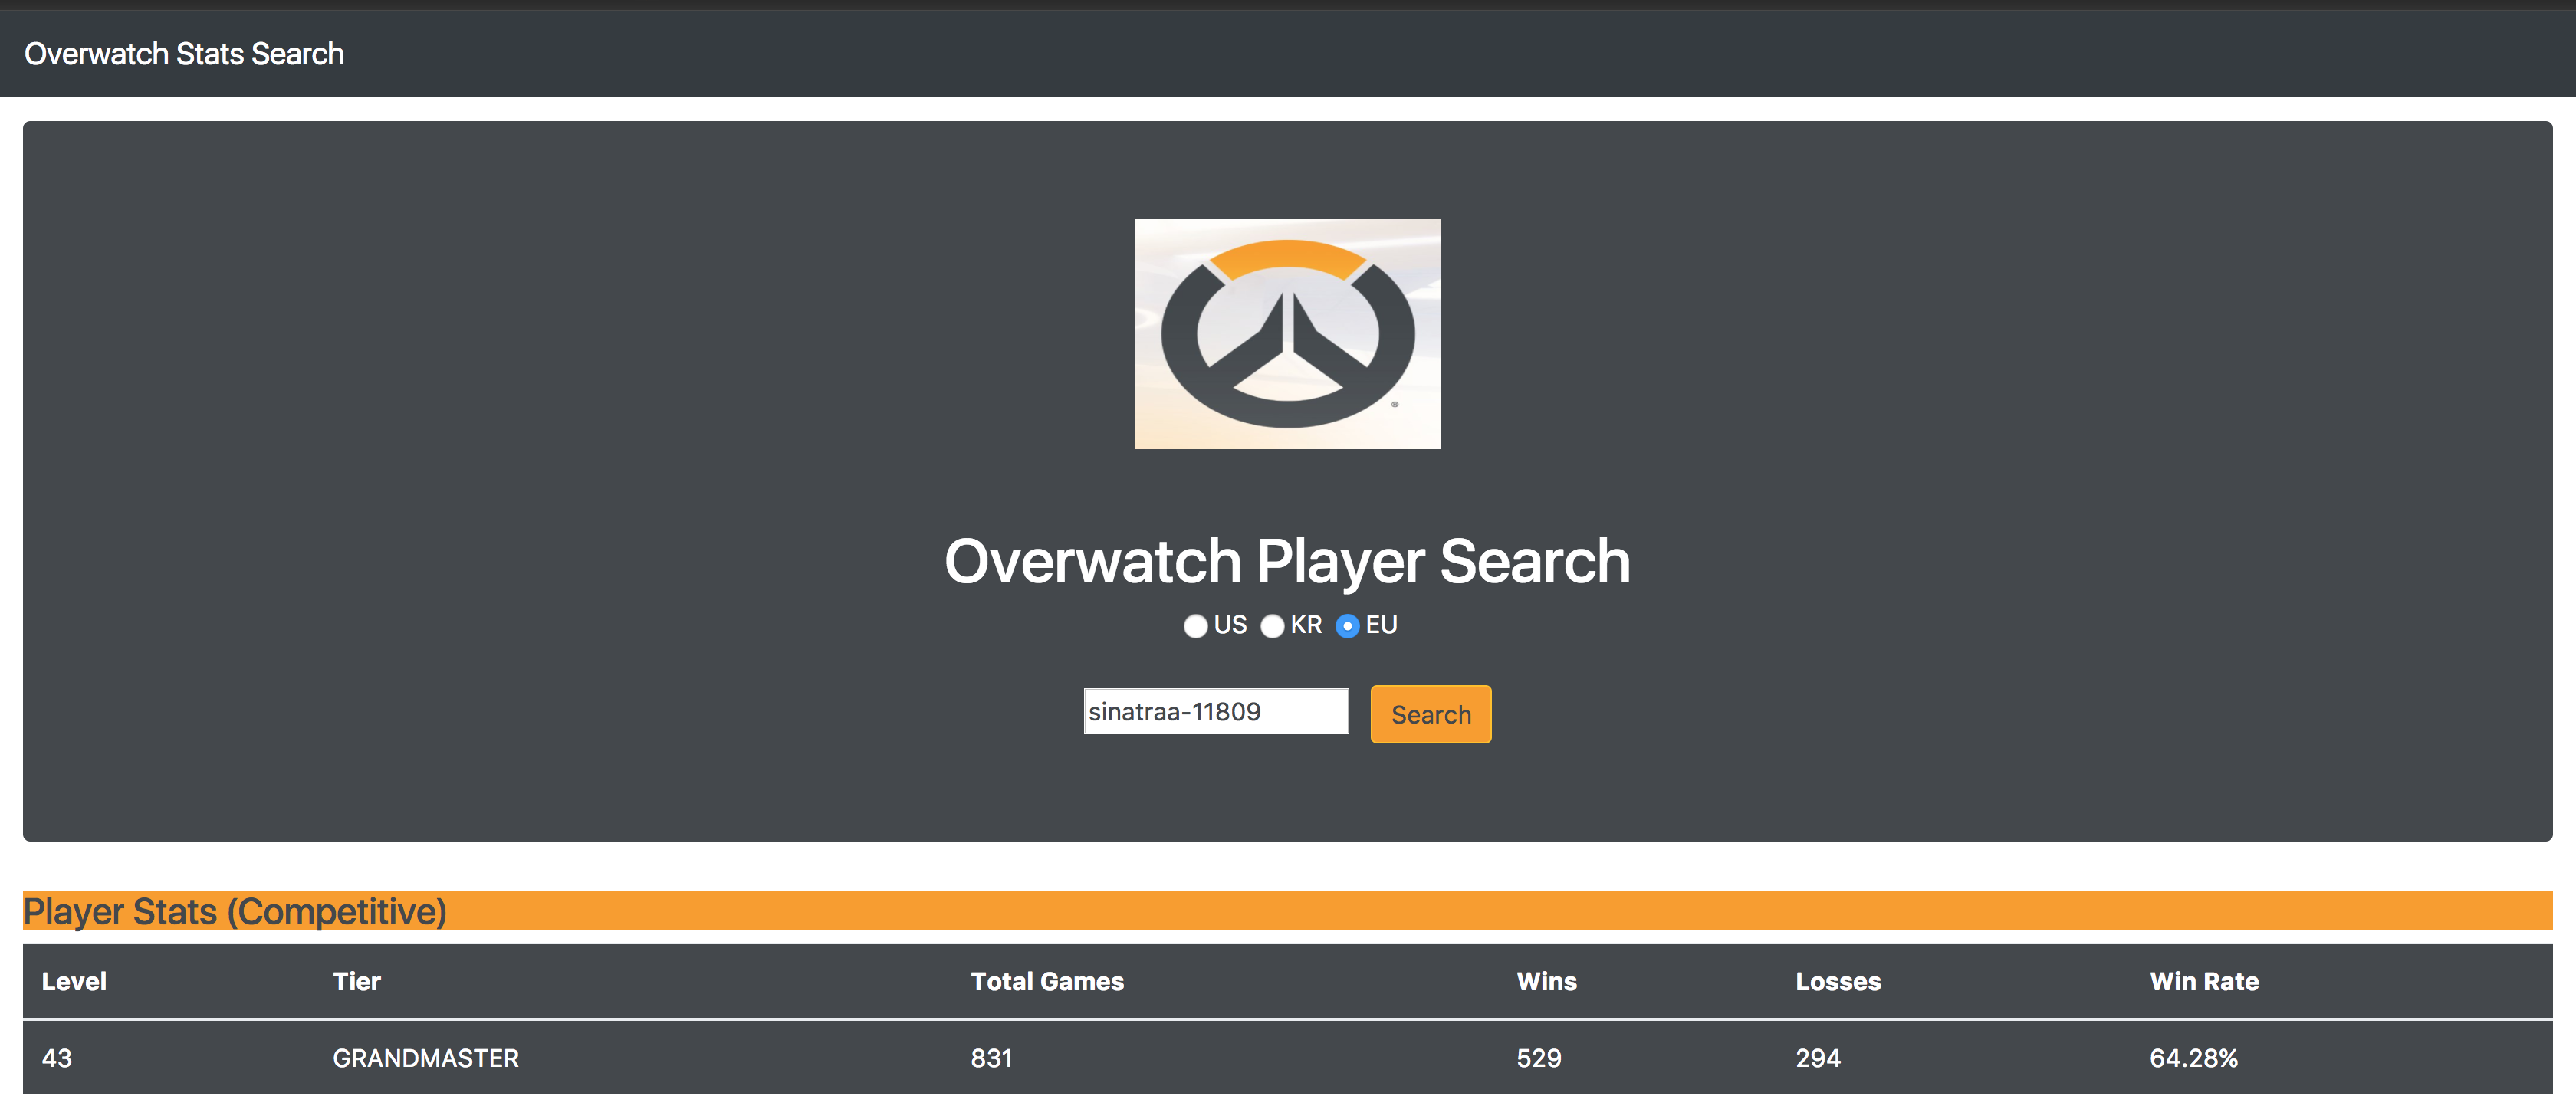 Overwatch Stats Search
Overwatch Player Search
US KR EU
sinatraa-11809 Search
Player Stats (Competitive)
Level Tier Total Games Wins Losses Win Rate
43 GRANDMASTER 831 529 294 64.28%